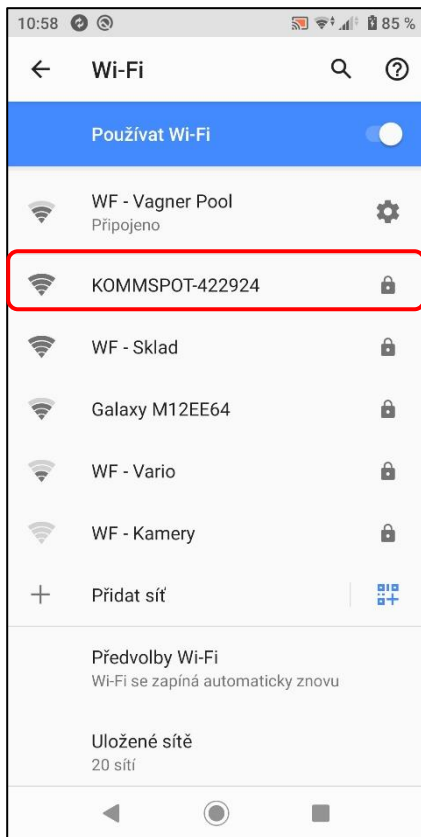 10:58 85 %
Wi-Fi
Používat Wi-Fi
WF - Vagner Pool
Připojeno
KOMMSPOT-422924
WF - Sklad
Galaxy M12EE64
WF - Vario
WF - Kamery
Přidat síť
Předvolby Wi-Fi
Wi-Fi se zapíná automaticky znovu
Uložené sítě
20 sítí